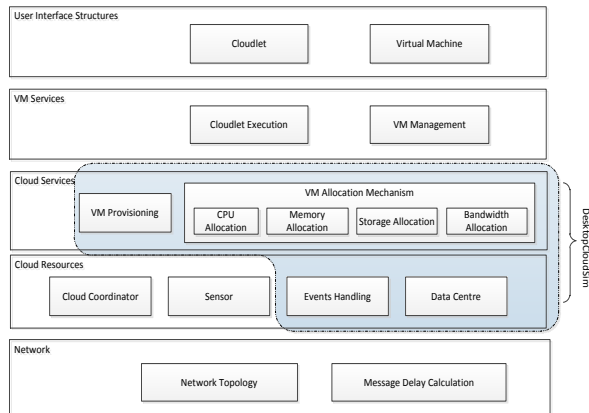 User Interface Structures
Cloudlet
Virtual Machine
VM Services
Cloudlet Execution
VM Management
Cloud Services
VM Provisioning
VM Allocation Mechanism
CPU
Allocation
Memory
Allocation
Storage Allocation
Bandwidth
Allocation
DesktopCloudSim
Cloud Resources
Cloud Coordinator
Sensor
Events Handling
Data Centre
Network
Network Topology
Message Delay Calculation